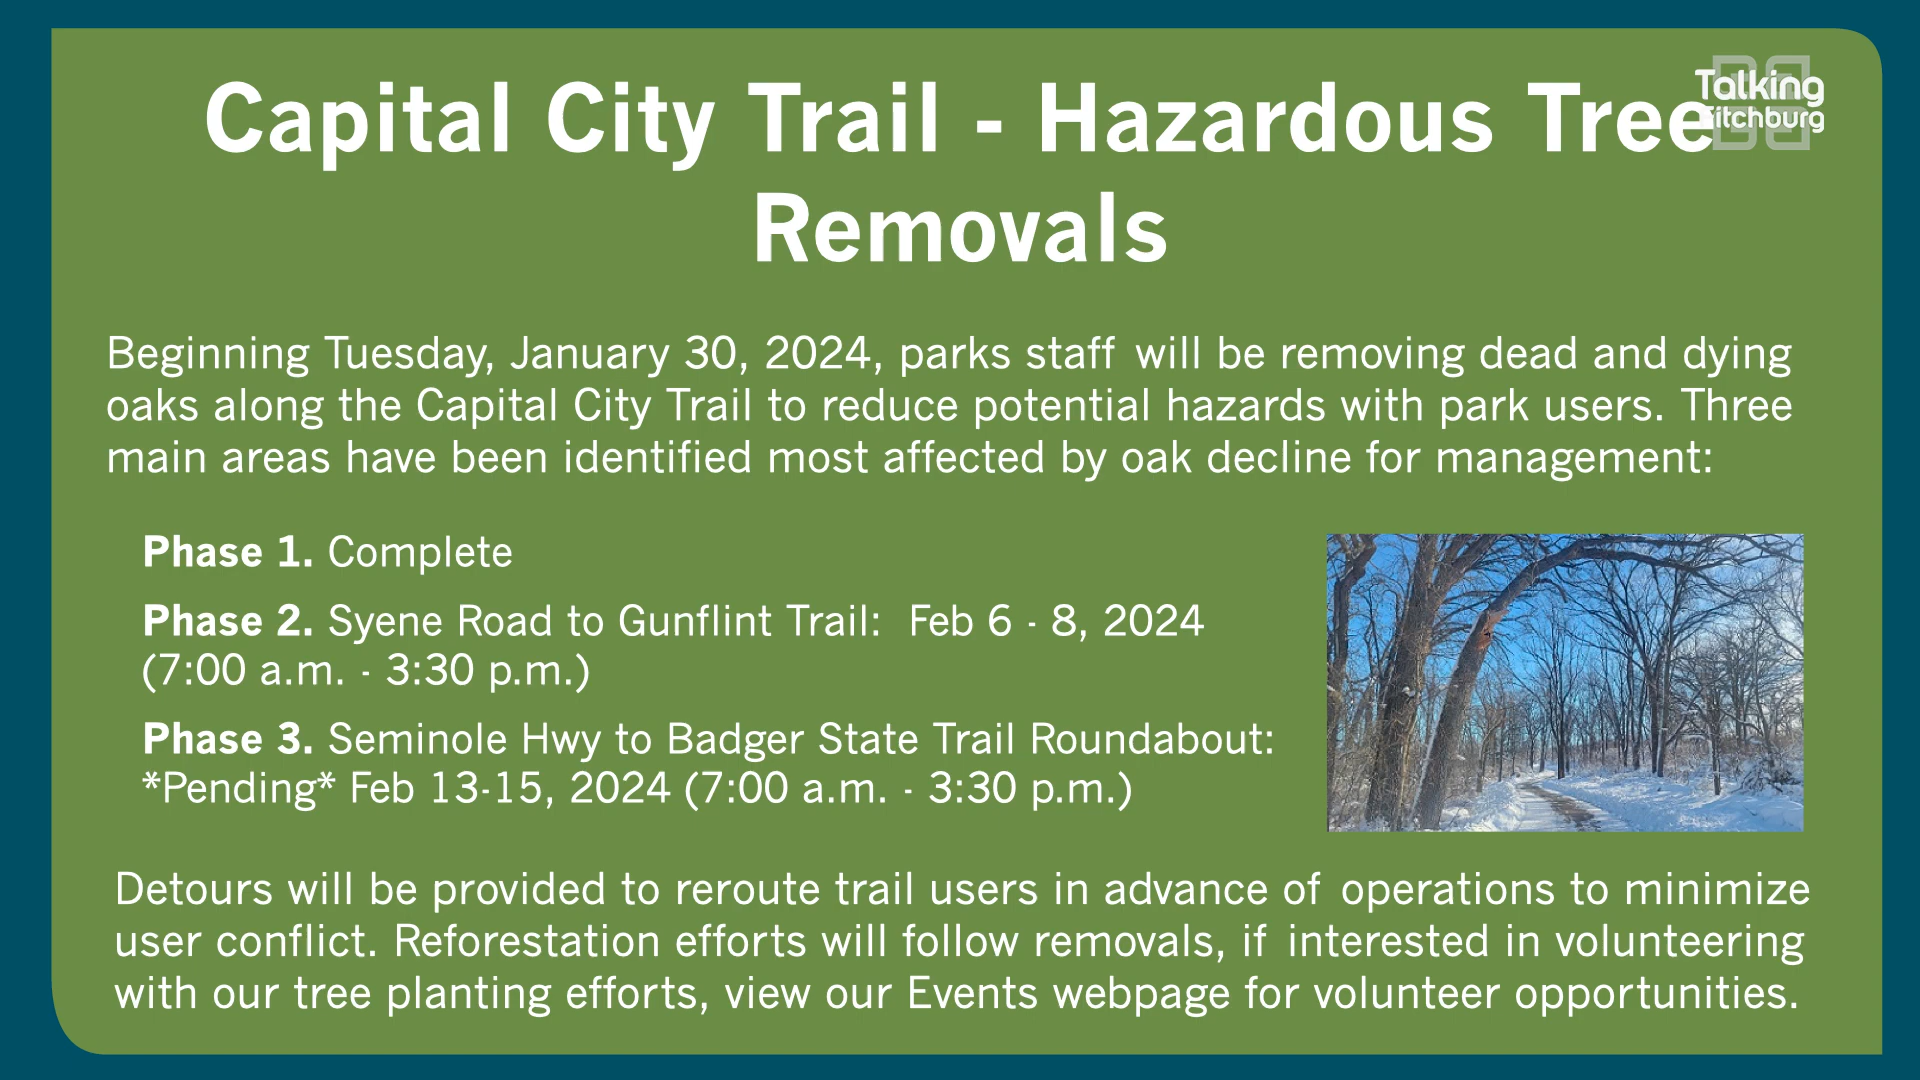 Capital City Trail - Hazardous Tree
Removals
Talking
Fitchburg
Beginning Tuesday, January 30, 2024, parks staff will be removing dead and dying
oaks along the Capital City Trail to reduce potential hazards with park users. Three
main areas have been identified most affected by oak decline for management:
Phase 1. Complete
Phase 2. Syene Road to Gunflint Trail: Feb 6 - 8, 2024
(7:00 a.m. - 3:30 p.m.)
Phase 3. Seminole Hwy to Badger State Trail Roundabout:
*Pending* Feb 13-15, 2024 (7:00 a.m. - 3:30 p.m.)
Detours will be provided to reroute trail users in advance of operations to minimize
user conflict. Reforestation efforts will follow removals, if interested in volunteering
with our tree planting efforts, view our Events webpage for volunteer opportunities.